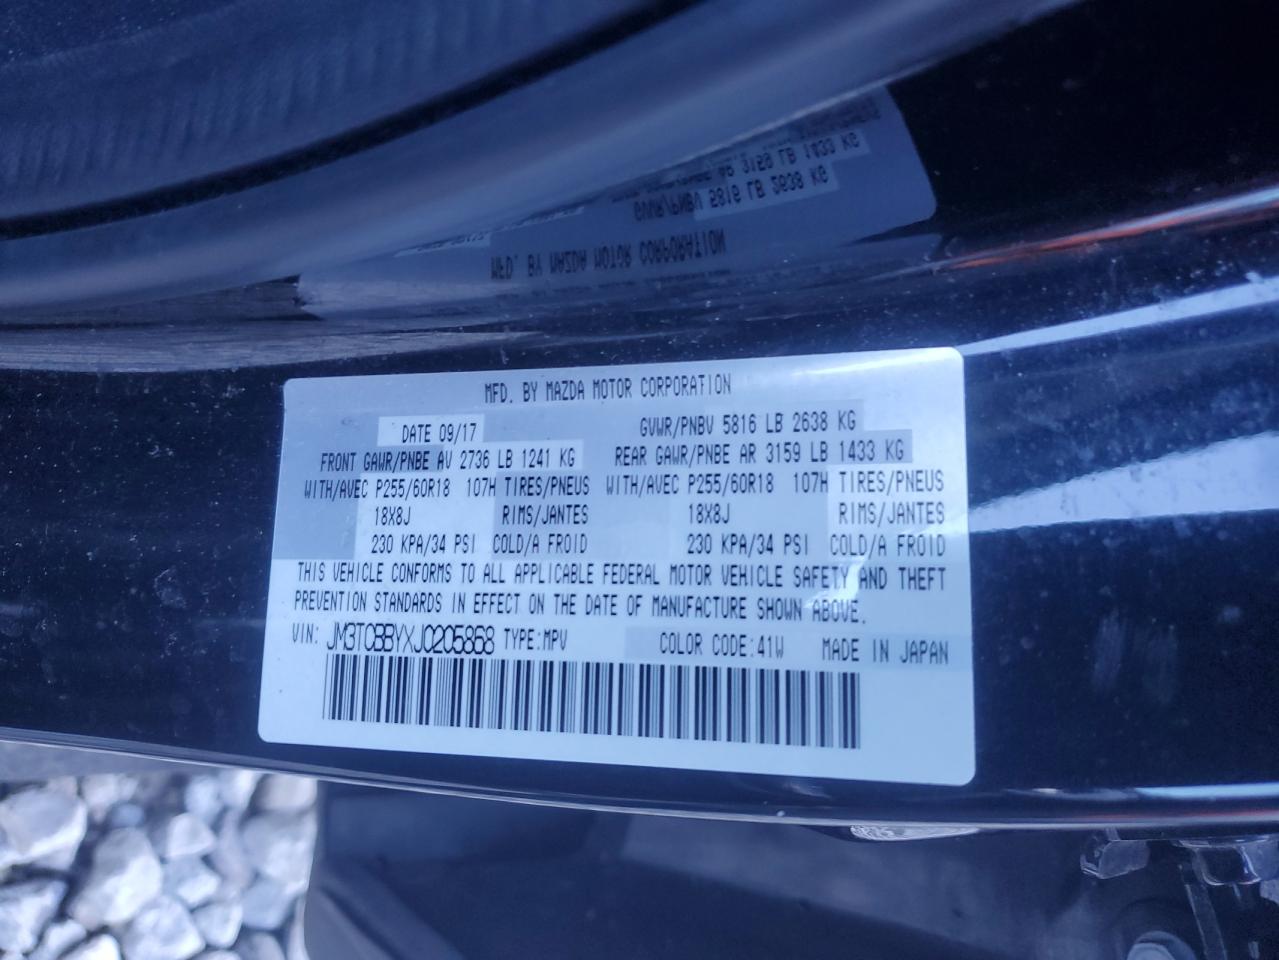 MFD. BY MAZDA MOTOR CORPORATION
DATE 09/17 GVWR/PNBV 5816 LB 2638 KG
FRONT GAWR/PNBE AV 2736 LB 1241 KG REAR GAWR/PNBE AR 3159 LB 1433 KG
WITH/AVEC P255/60R18 107H TIRES/PNEUS WITH/AVEC P255/60R18 107H TIRES/PNEUS
18X8J RIMS/JANTES 18X8J RIMS/JANTES
230 KPA/34 PSI COLD/A FROID 230 KPA/34 PSI COLD/A FROID
THIS VEHICLE CONFORMS TO ALL APPLICABLE FEDERAL MOTOR VEHICLE SAFETY AND THEFT
PREVENTION STANDARDS IN EFFECT ON THE DATE OF MANUFACTURE SHOWN ABOVE.
VIN: JM3TCBBYXJ0205868 TYPE:MPV COLOR CODE:41W MADE IN JAPAN